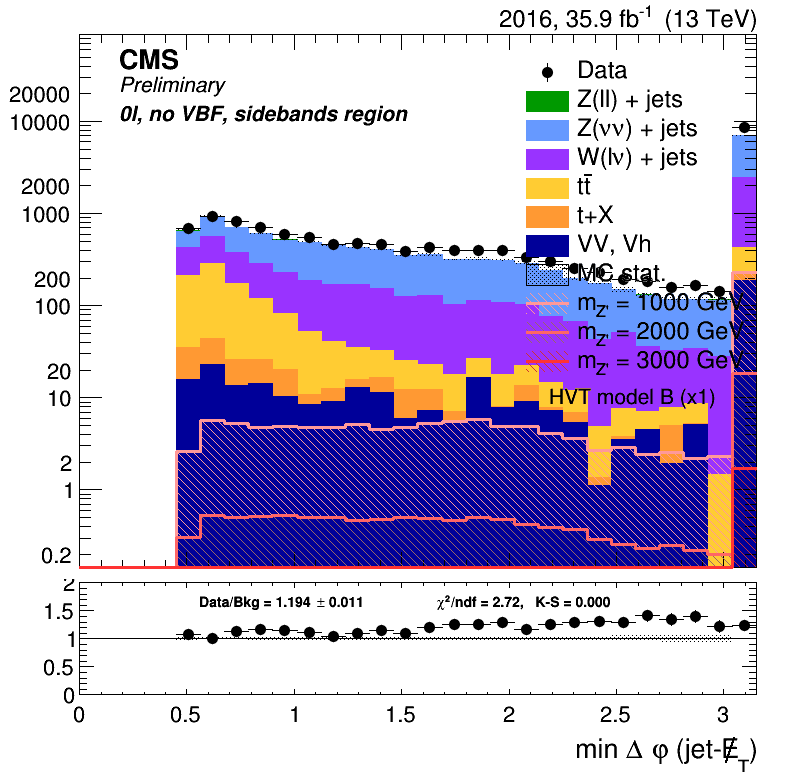 2016, 35.9 fb⁻¹ (13 TeV)
CMS
Preliminary
0l, no VBF, sidebands region
Data
Z(ll) + jets
Z(νν) + jets
W(lν) + jets
tt̄
t+X
VV, Vh
MC stat.
m_Z' = 1000 GeV
m_Z' = 2000 GeV
m_Z' = 3000 GeV
HVT model B (x1)
20000
10000
2000
1000
200
100
20
10
2
1
0.2
Data/Bkg = 1.194 ± 0.011 χ²/ndf = 2.72, K-S = 0.000
2
1.5
1
0.5
0
0 0.5 1 1.5 2 2.5 3
min Δ φ (jet-E̸_T)